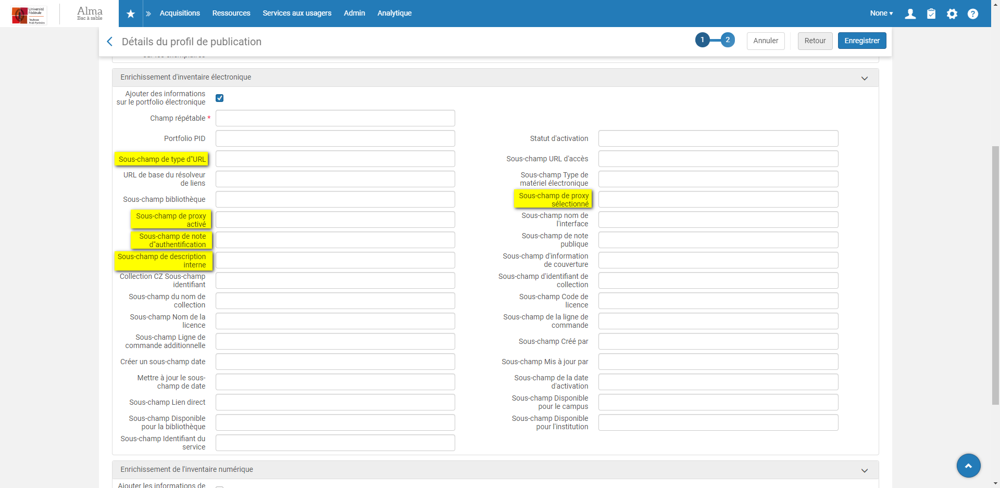 Université
Fédérale
Toulouse
Midi-Pyrénées
Alma
Bac à sable
Acquisitions
Ressources
Services aux usagers
Admin
Analytique
None
Détails du profil de publication
1
2
Annuler
Retour
Enregistrer
sur les exemplaires
Enrichissement d'inventaire électronique
Ajouter des informations
sur le portfolio électronique
Champ répétable *
Portfolio PID
Statut d'activation
Sous-champ de type d''URL
Sous-champ URL d'accès
URL de base du résolveur
de liens
Sous-champ Type de
matériel électronique
Sous-champ bibliothèque
Sous-champ de proxy
sélectionné
Sous-champ de proxy
activé
Sous-champ nom de
l'interface
Sous-champ de note
d''authentification
Sous-champ de note
publique
Sous-champ de description
interne
Sous-champ d'information
de couverture
Collection CZ Sous-champ
identifiant
Sous-champ d'identifiant de
collection
Sous-champ du nom de
collection
Sous-champ Code de
licence
Sous-champ Nom de la
licence
Sous-champ de la ligne de
commande
Sous-champ Ligne de
commande additionnelle
Sous-champ Créé par
Créer un sous-champ date
Sous-champ Mis à jour par
Mettre à jour le sous-
champ de date
Sous-champ de la date
d'activation
Sous-champ Lien direct
Sous-champ Disponible
pour le campus
Sous-champ Disponible
pour la bibliothèque
Sous-champ Disponible
pour l'institution
Sous-champ Identifiant du
service
Enrichissement de l'inventaire numérique
Ajouter les informations de